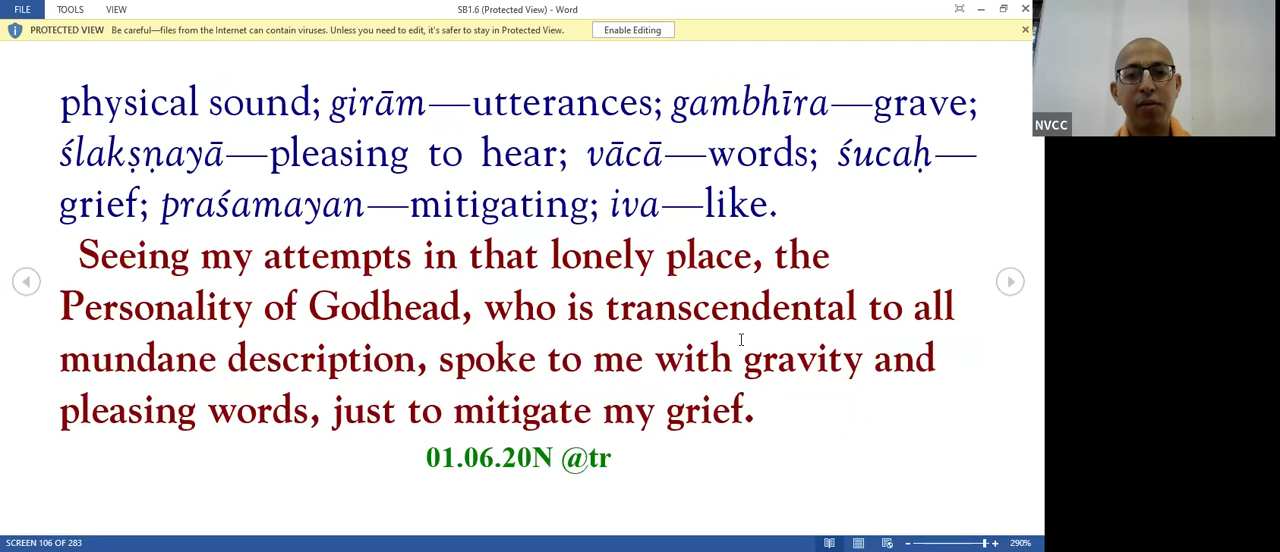 FILE TOOLS VIEW SB1.6 (Protected View) - Word
PROTECTED VIEW Be careful—files from the Internet can contain viruses. Unless you need to edit, it's safer to stay in Protected View. Enable Editing
physical sound; girām—utterances; gambhīra—grave;
ślakṣṇayā—pleasing to hear; vācā—words; śucaḥ—
grief; praśamayan—mitigating; iva—like.
Seeing my attempts in that lonely place, the
Personality of Godhead, who is transcendental to all
mundane description, spoke to me with gravity and
pleasing words, just to mitigate my grief.
01.06.20N @tr
SCREEN 106 OF 283 290%
NVCC